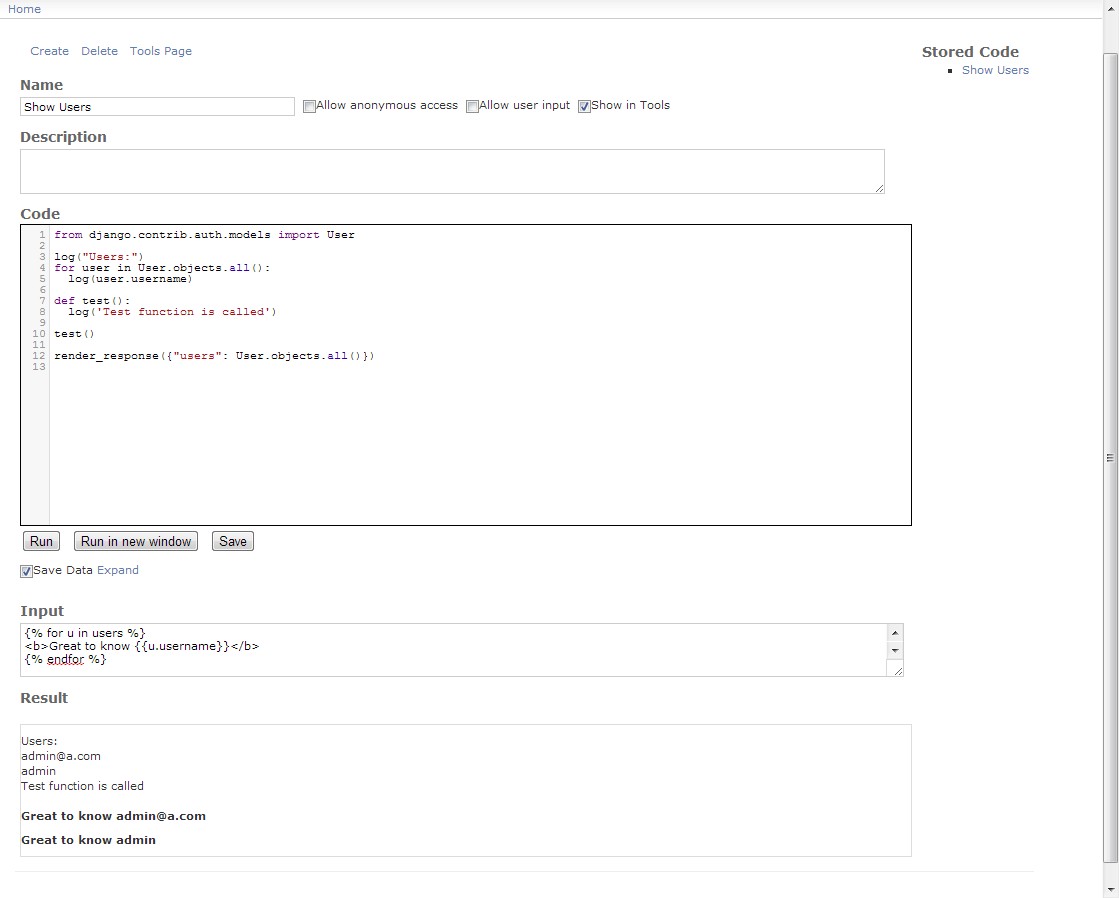 Home
Create Delete Tools Page
Stored Code
Show Users
Name
Show Users Allow anonymous access Allow user input Show in Tools
Description
Code
1 from django.contrib.auth.models import User
2
3 log("Users:")
4 for user in User.objects.all():
5 log(user.username)
6
7 def test():
8 log('Test function is called')
9
10 test()
11
12 render_response({"users": User.objects.all()})
13
Run Run in new window Save
Save Data Expand
Input
{% for u in users %}
<b>Great to know {{u.username}}</b>
{% endfor %}
Result
Users:
admin@a.com
admin
Test function is called
Great to know admin@a.com
Great to know admin